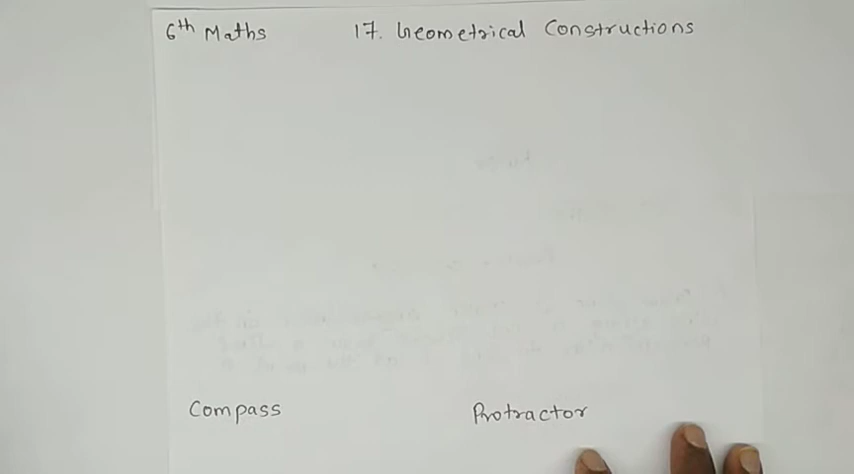 6th Maths 17. Geometrical Constructions
Compass Protractor